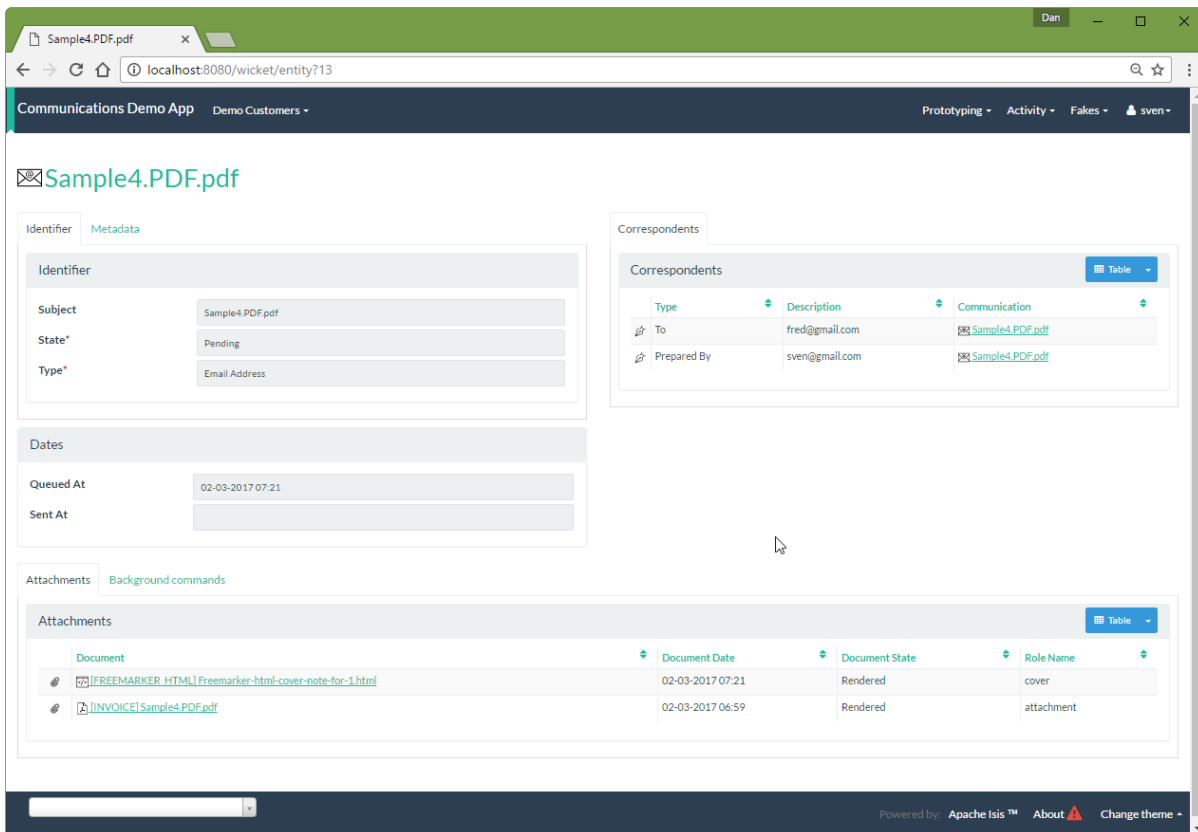 Dan
Sample4.PDF.pdf
localhost:8080/wicket/entity?13
Communications Demo App Demo Customers Prototyping Activity Fakes sven
Sample4.PDF.pdf
Identifier Metadata
Identifier
Subject Sample4.PDF.pdf
State* Pending
Type* Email Address
Correspondents
Correspondents Table
Type Description Communication
To fred@gmail.com Sample4.PDF.pdf
Prepared By sven@gmail.com Sample4.PDF.pdf
Dates
Queued At 02-03-2017 07:21
Sent At
Attachments Background commands
Attachments Table
Document Document Date Document State Role Name
[FREEMARKER_HTML] Freemarker-html-cover-note-for-1.html 02-03-2017 07:21 Rendered cover
[INVOICE] Sample4.PDF.pdf 02-03-2017 06:59 Rendered attachment
Powered by: Apache Isis ™ About Change theme